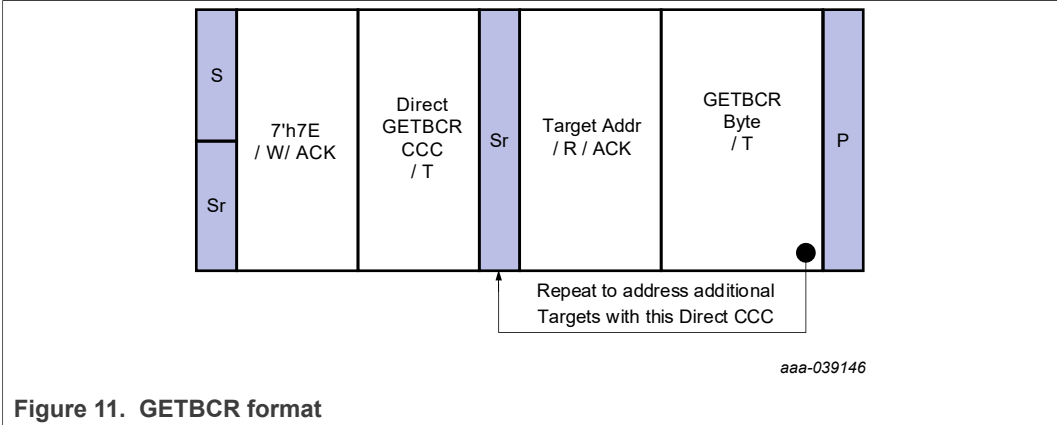 S
Sr
7'h7E
/ W/ ACK
Direct
GETBCR
CCC
/ T
Sr
Target Addr
/ R / ACK
GETBCR
Byte
/ T
P
Repeat to address additional
Targets with this Direct CCC
aaa-039146
Figure 11. GETBCR format